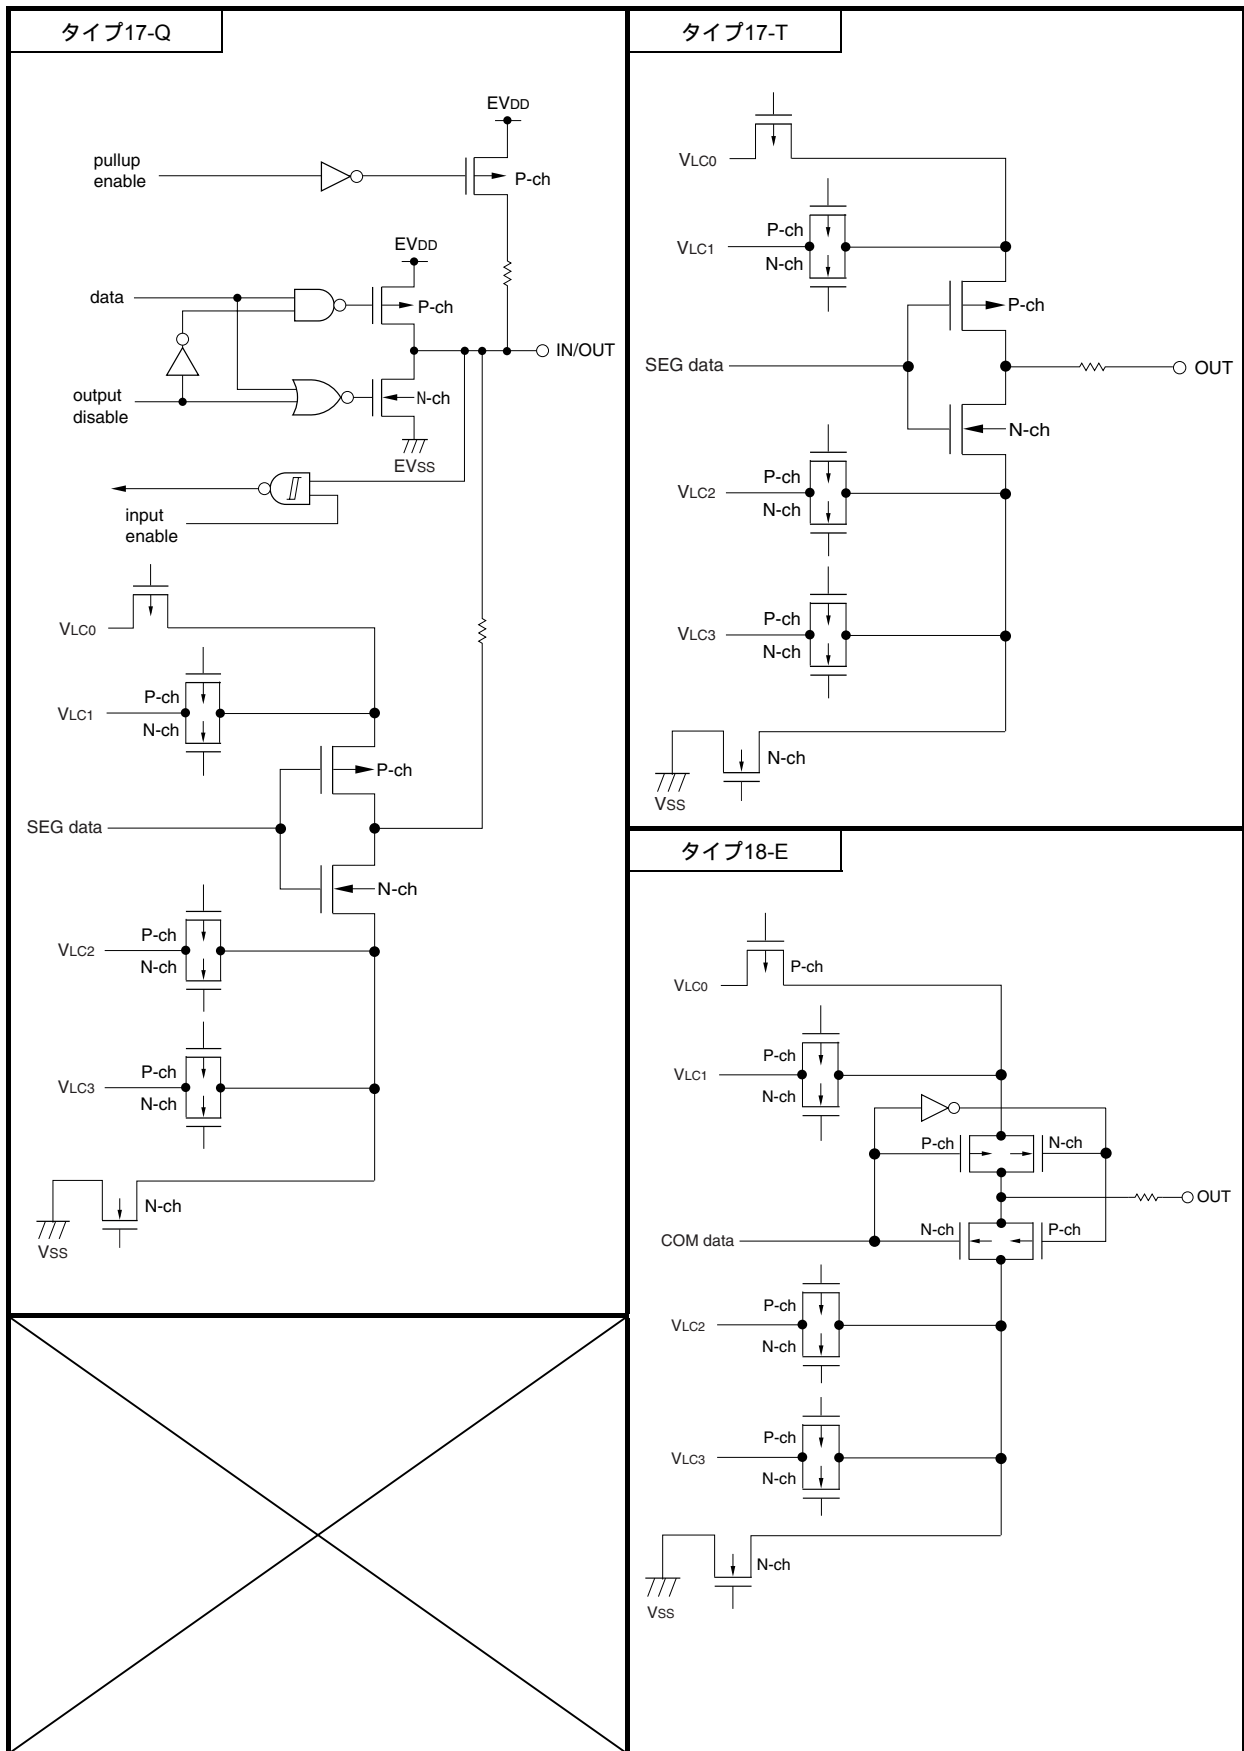 タイプ17-Q
EVDD
pullup
enable
P-ch
EVDD
data
P-ch
IN/OUT
output
disable
N-ch
EVSS
input
enable
VLC0
P-ch
VLC1
N-ch
P-ch
SEG data
N-ch
P-ch
VLC2
N-ch
P-ch
VLC3
N-ch
N-ch
VSS
タイプ17-T
VLC0
P-ch
VLC1
N-ch
P-ch
SEG data
OUT
N-ch
P-ch
VLC2
N-ch
P-ch
VLC3
N-ch
N-ch
VSS
タイプ18-E
P-ch
VLC0
P-ch
VLC1
N-ch
P-ch
N-ch
OUT
N-ch
P-ch
COM data
P-ch
VLC2
N-ch
P-ch
VLC3
N-ch
N-ch
VSS